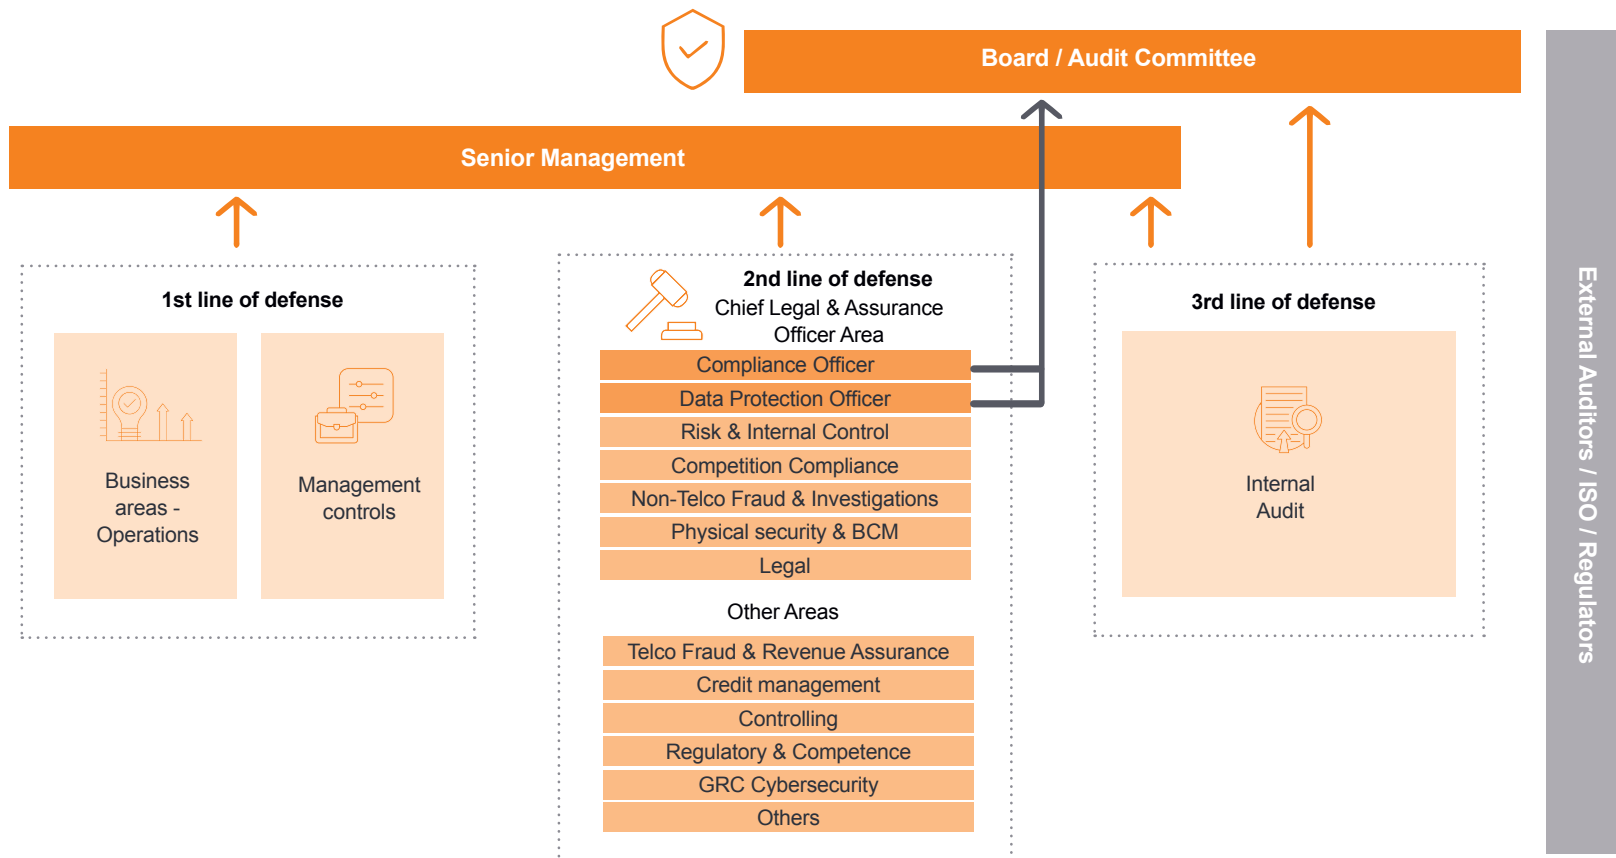 Board / Audit Committee
Senior Management
1st line of defense
Business
areas -
Operations
Management
controls
2nd line of defense
Chief Legal & Assurance
Officer Area
Compliance Officer
Data Protection Officer
Risk & Internal Control
Competition Compliance
Non-Telco Fraud & Investigations
Physical security & BCM
Legal
Other Areas
Telco Fraud & Revenue Assurance
Credit management
Controlling
Regulatory & Competence
GRC Cybersecurity
Others
3rd line of defense
Internal
Audit
External Auditors / ISO / Regulators